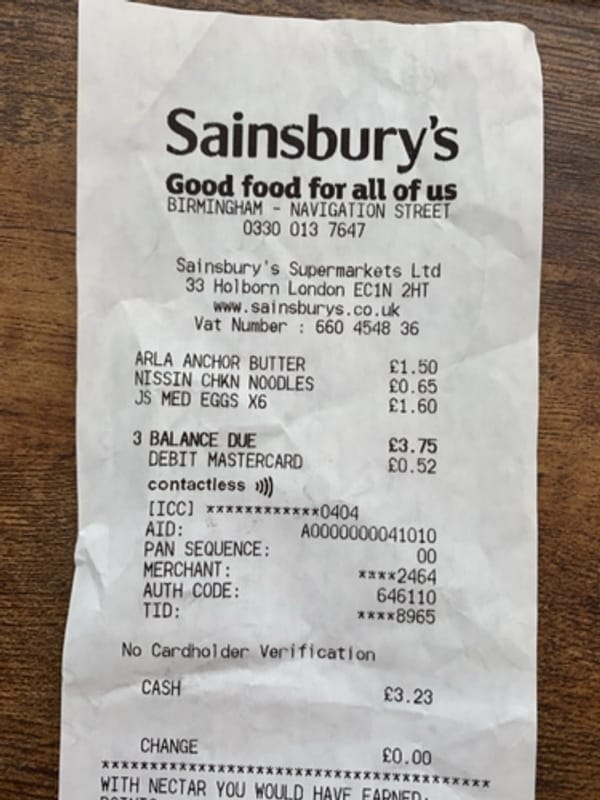 Sainsbury's
Good food for all of us
BIRMINGHAM - NAVIGATION STREET
0330 013 7647
Sainsbury's Supermarkets Ltd
33 Holborn London EC1N 2HT
www.sainsburys.co.uk
Vat Number : 660 4548 36
ARLA ANCHOR BUTTER £1.50
NISSIN CHKN NOODLES £0.65
JS MED EGGS X6 £1.60
3 BALANCE DUE £3.75
DEBIT MASTERCARD £0.52
contactless
[ICC] ************0404
AID: A0000000041010
PAN SEQUENCE: 00
MERCHANT: ****2464
AUTH CODE: 646110
TID: ****8965
No Cardholder Verification
CASH £3.23
CHANGE £0.00
****************************************
WITH NECTAR YOU WOULD HAVE EARNED: